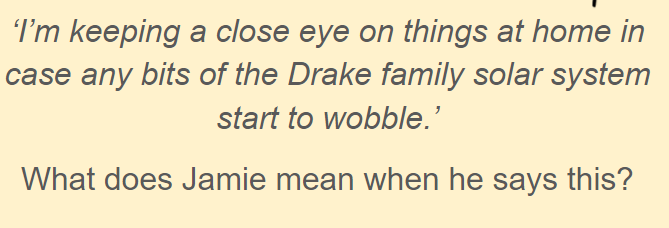 ‘I’m keeping a close eye on things at home in
case any bits of the Drake family solar system
start to wobble.’
What does Jamie mean when he says this?